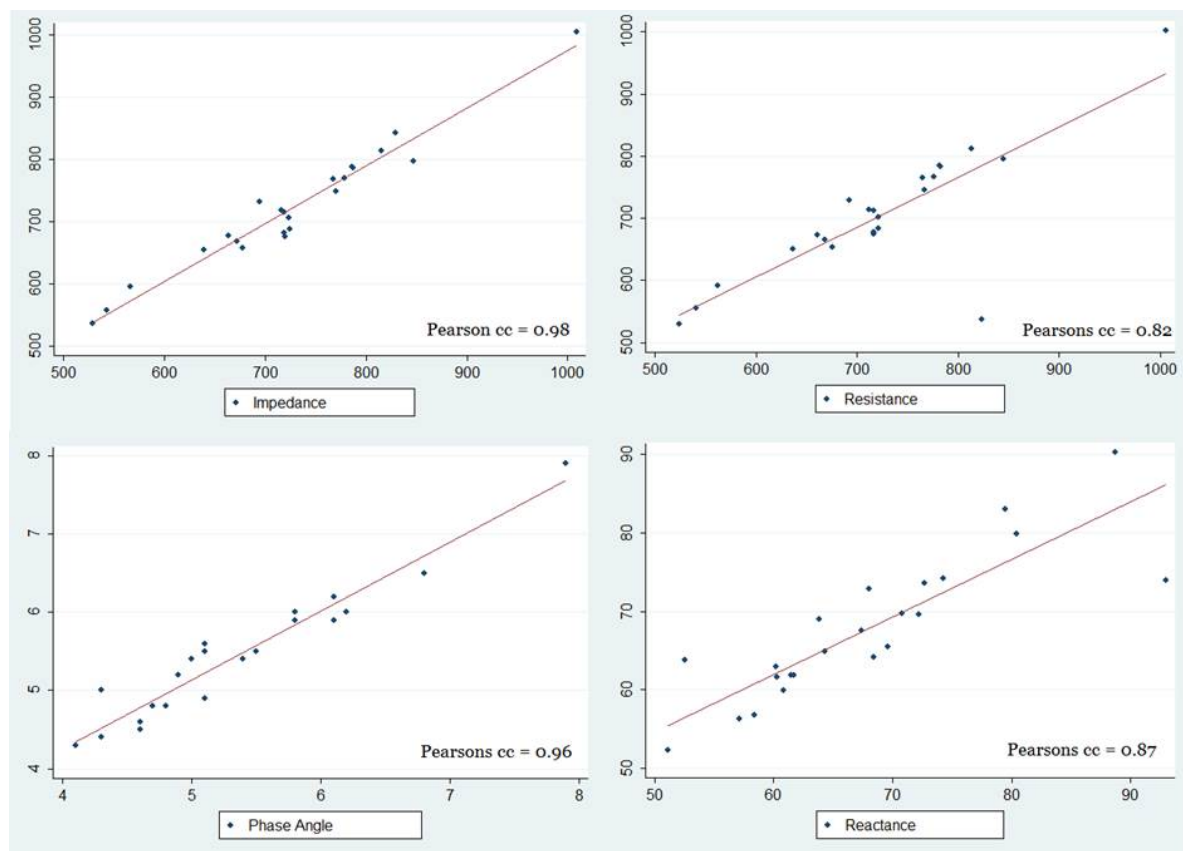 1000
900
800
700
600
500
Pearson cc = 0.98
500 600 700 800 900 1000
Impedance
1000
900
800
700
600
500
Pearsons cc = 0.82
500 600 700 800 900 1000
Resistance
8
7
6
5
4
Pearsons cc = 0.96
4 5 6 7 8
Phase Angle
90
80
70
60
50
Pearsons cc = 0.87
50 60 70 80 90
Reactance